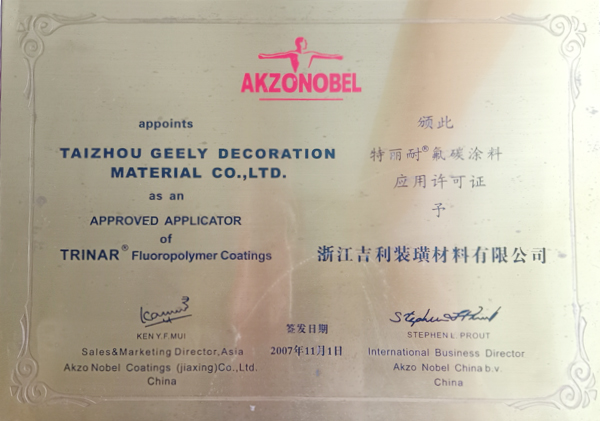 AKZONOBEL
appoints
TAIZHOU GEELY DECORATION
MATERIAL CO.,LTD.
as an
APPROVED APPLICATOR
of
TRINAR® Fluoropolymer Coatings
颁此
特丽耐®氟碳涂料
应用许可证
予
浙江吉利装璜材料有限公司
KEN Y.F.MUI
Sales&Marketing Director,Asia
Akzo Nobel Coatings (jiaxing)Co.,Ltd.
China
签发日期
2007年11月1日
Stephen L Prout
STEPHEN L. PROUT
International Business Director
Akzo Nobel China b.v.
China